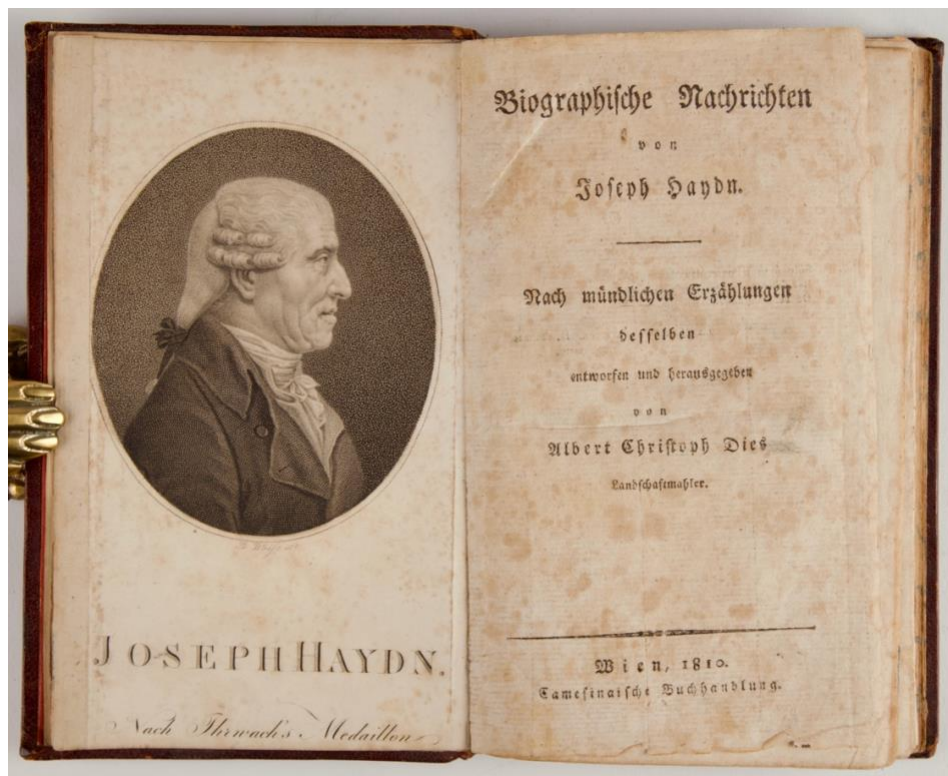 JOSEPH HAYDN.
Nach Ihrwach's Medaillon
Biographische Nachrichten
von
Joseph Haydn.
Nach mündlichen Erzählungen
desselben
entworfen und herausgegeben
von
Albert Christoph Dies
Landschaftmahler.
Wien, 1810.
Camesinaische Buchhandlung.